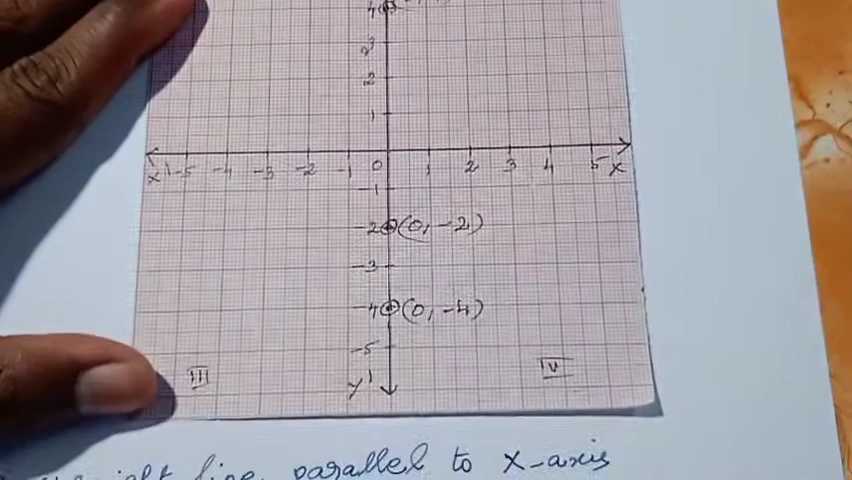 4
3
2
1
X' -5 -4 -3 -2 -1 0 1 2 3 4 5 X
-1
-2 (0, -2)
-3
-4 (0, -4)
-5
III IV
Y'
line parallel to X-axis